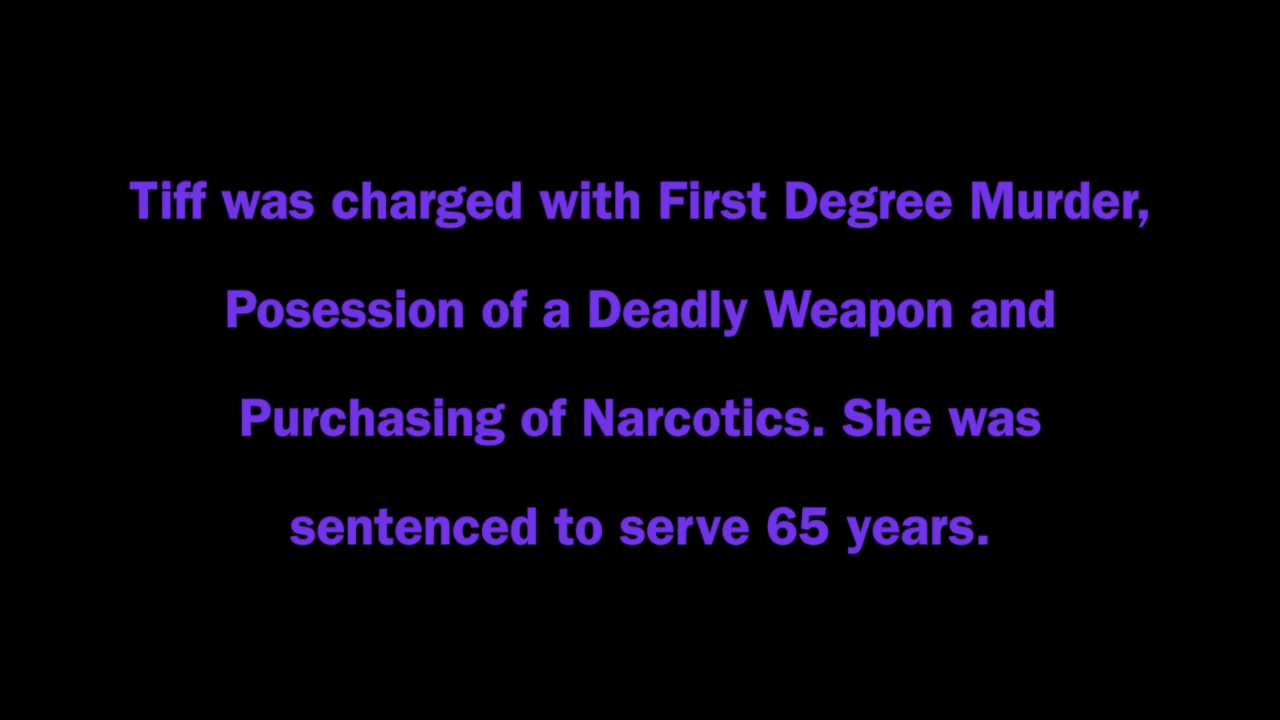 Tiff was charged with First Degree Murder,
Posession of a Deadly Weapon and
Purchasing of Narcotics. She was
sentenced to serve 65 years.